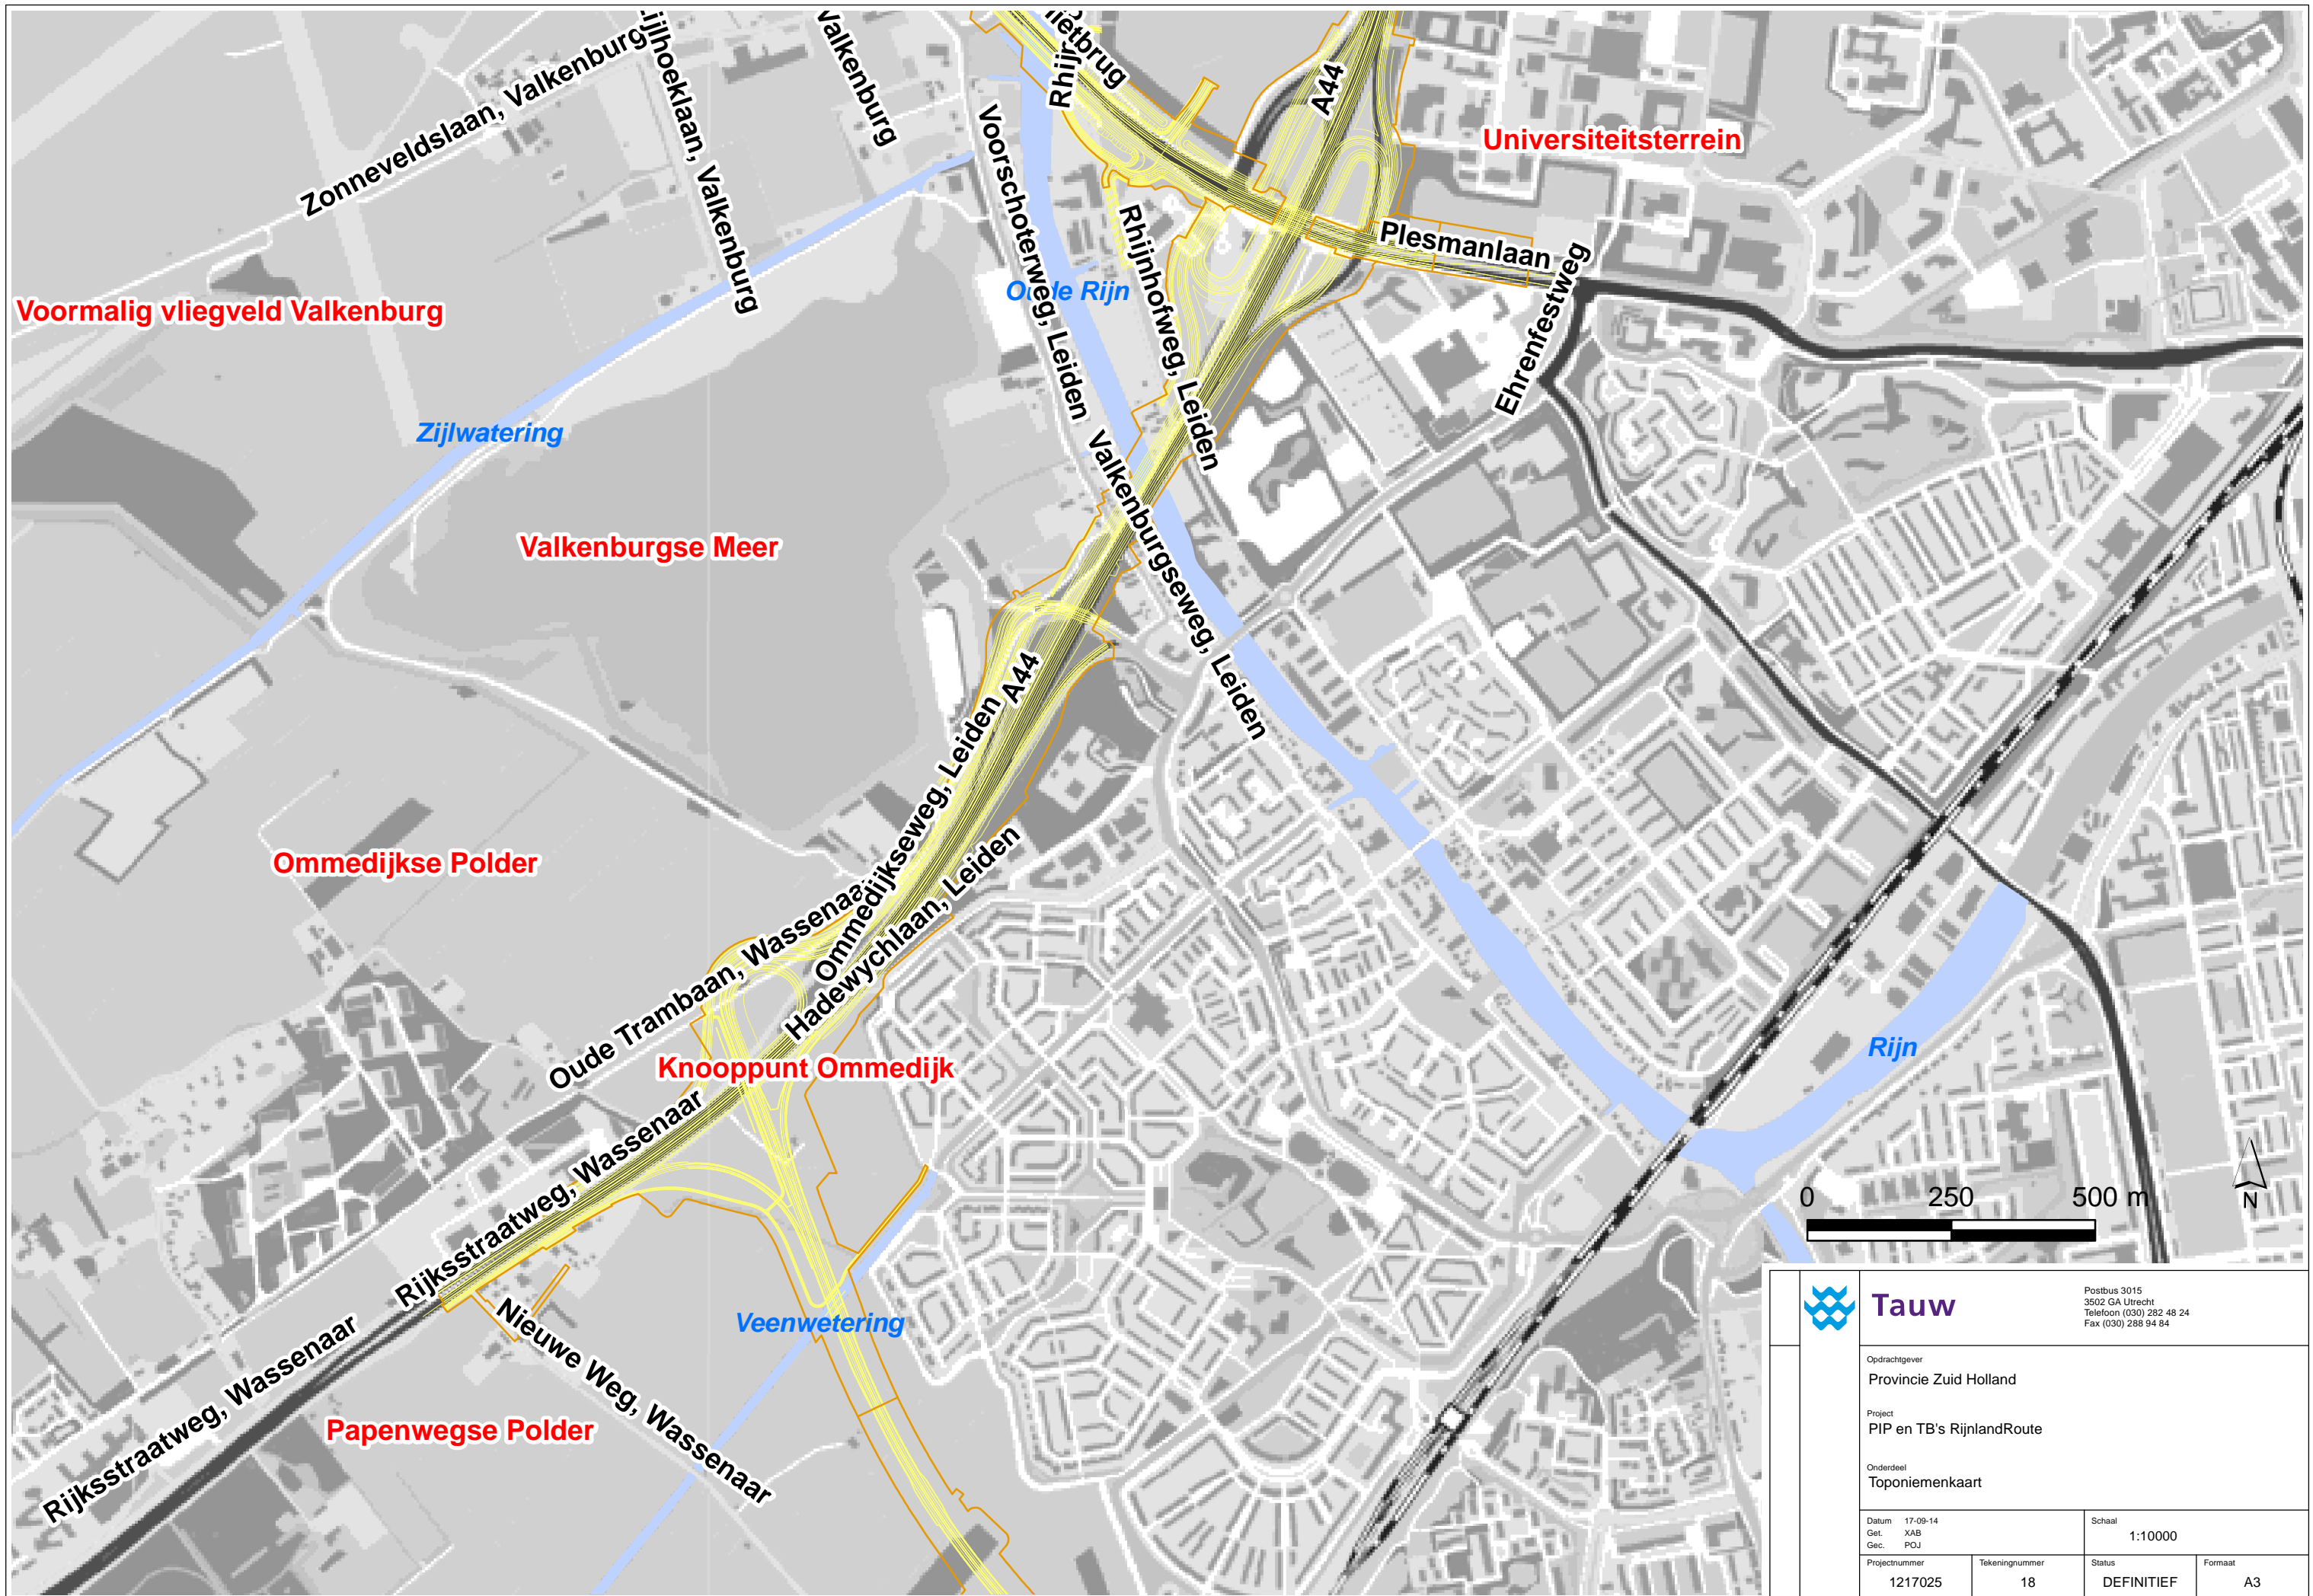 Zonneveldslaan, Valkenburg
Zijlhoeklaan, Valkenburg
Valkenburg
Voorschoterweg, Leiden
A44
Universiteitsterrein
Plesmanlaan
Ehrenfestweg
Rhijnhofweg, Leiden
Oude Rijn
Voormalig vliegveld Valkenburg
Zijlwatering
Valkenburgse Meer
Valkenburgseweg, Leiden
A44
Ommedijkseweg, Leiden
Hadewychlaan, Leiden
Ommedijkse Polder
Oude Trambaan, Wassenaar
Knooppunt Ommedijk
Rijksstraatweg, Wassenaar
Rijn
Veenwetering
Nieuwe Weg, Wassenaar
Rijksstraatweg, Wassenaar
Papenwegse Polder
0 250 500 m
N
Tauw
Postbus 3015
3502 GA Utrecht
Telefoon (030) 282 48 24
Fax (030) 288 94 84
Opdrachtgever
Provincie Zuid Holland
Project
PIP en TB's RijnlandRoute
Onderdeel
Toponiemenkaart
Datum 17-09-14
Get. XAB
Gec. POJ
Schaal
1:10000
Projectnummer
1217025
Tekeningnummer
18
Status
DEFINITIEF
Formaat
A3